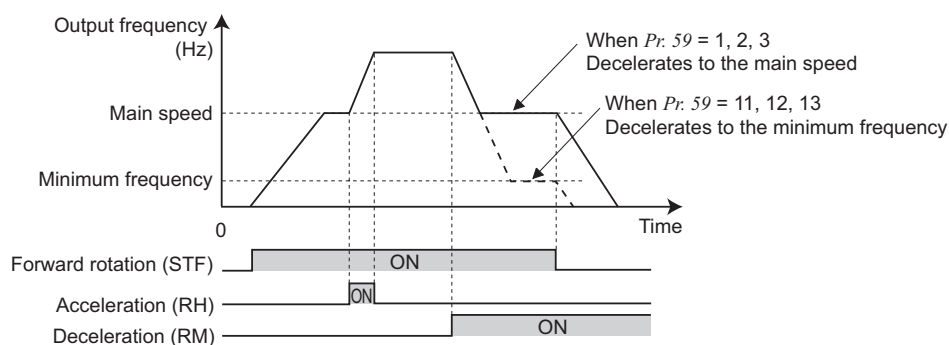 Output frequency
(Hz)
When Pr. 59 = 1, 2, 3
Decelerates to the main speed
When Pr. 59 = 11, 12, 13
Decelerates to the minimum frequency
Main speed
Minimum frequency
0
Time
Forward rotation (STF)
ON
Acceleration (RH)
ON
Deceleration (RM)
ON